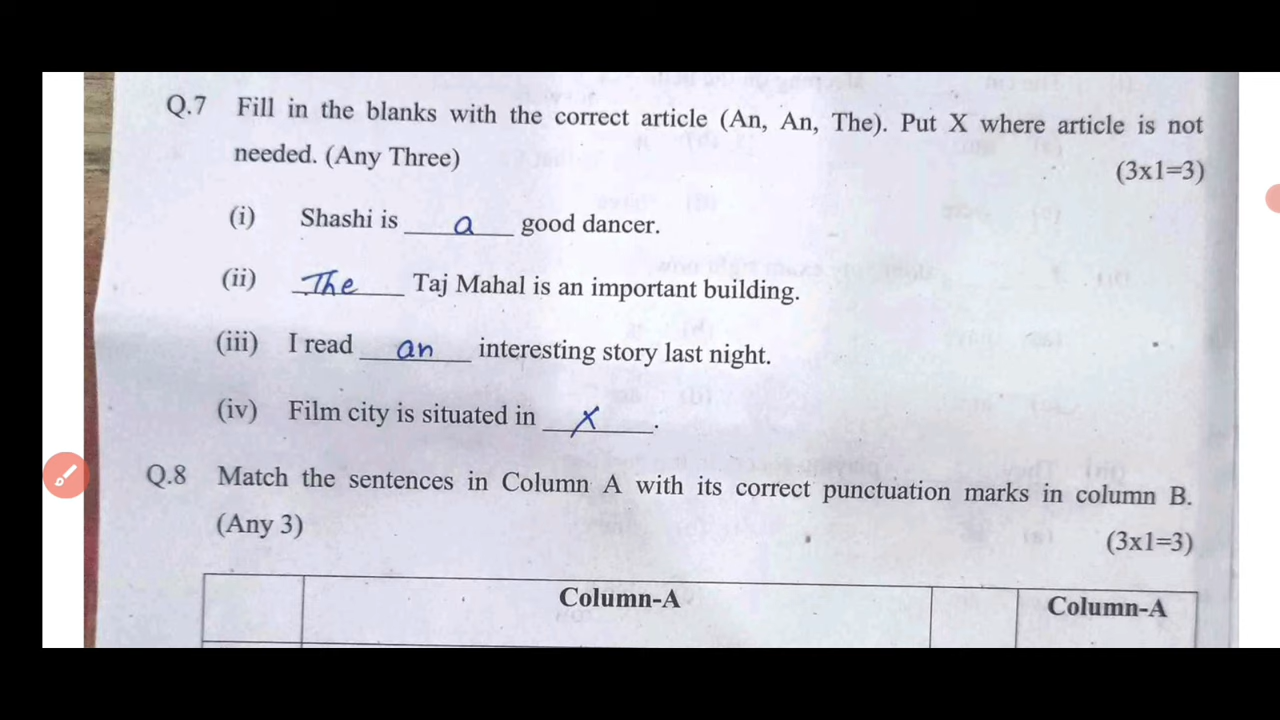 Q.7 Fill in the blanks with the correct article (An, An, The). Put X where article is not
needed. (Any Three) (3x1=3)
(i) Shashi is a good dancer.
(ii) The Taj Mahal is an important building.
(iii) I read an interesting story last night.
(iv) Film city is situated in X.
Q.8 Match the sentences in Column A with its correct punctuation marks in column B.
(Any 3) (3x1=3)
Column-A Column-A